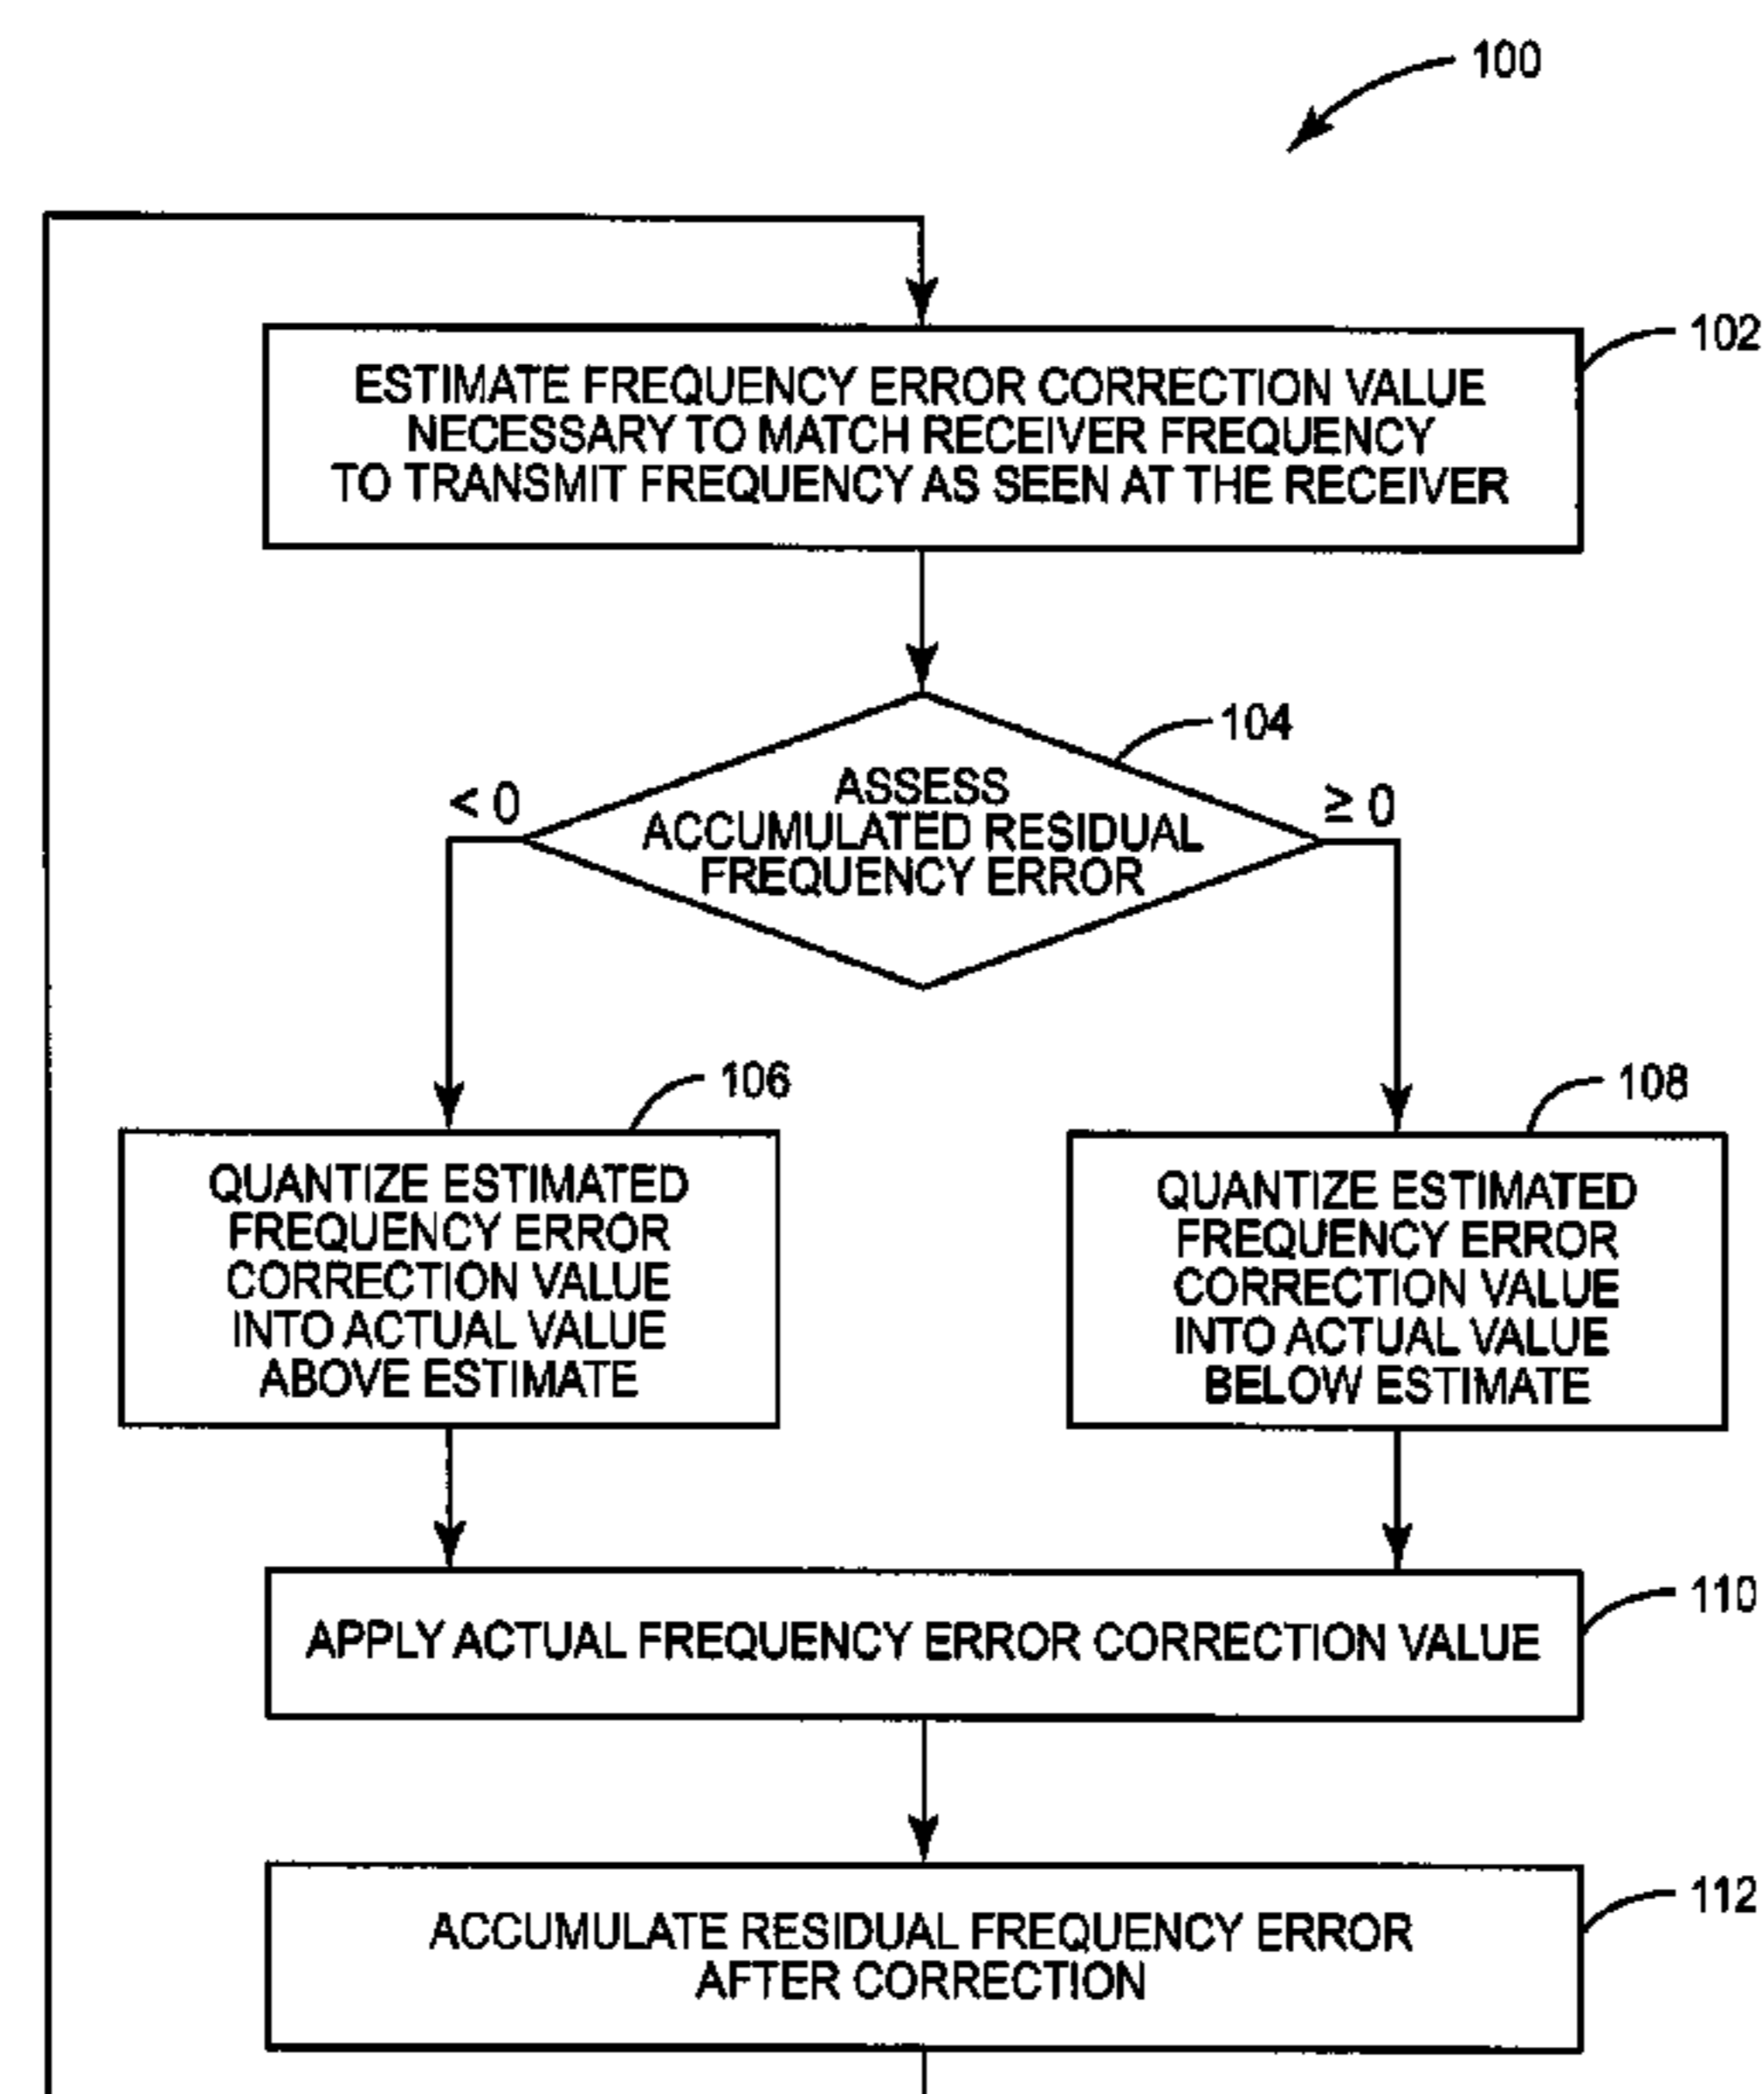 100
102
ESTIMATE FREQUENCY ERROR CORRECTION VALUE
NECESSARY TO MATCH RECEIVER FREQUENCY
TO TRANSMIT FREQUENCY AS SEEN AT THE RECEIVER
104
< 0
≥ 0
ASSESS
ACCUMULATED RESIDUAL
FREQUENCY ERROR
106
QUANTIZE ESTIMATED
FREQUENCY ERROR
CORRECTION VALUE
INTO ACTUAL VALUE
ABOVE ESTIMATE
108
QUANTIZE ESTIMATED
FREQUENCY ERROR
CORRECTION VALUE
INTO ACTUAL VALUE
BELOW ESTIMATE
110
APPLY ACTUAL FREQUENCY ERROR CORRECTION VALUE
112
ACCUMULATE RESIDUAL FREQUENCY ERROR
AFTER CORRECTION